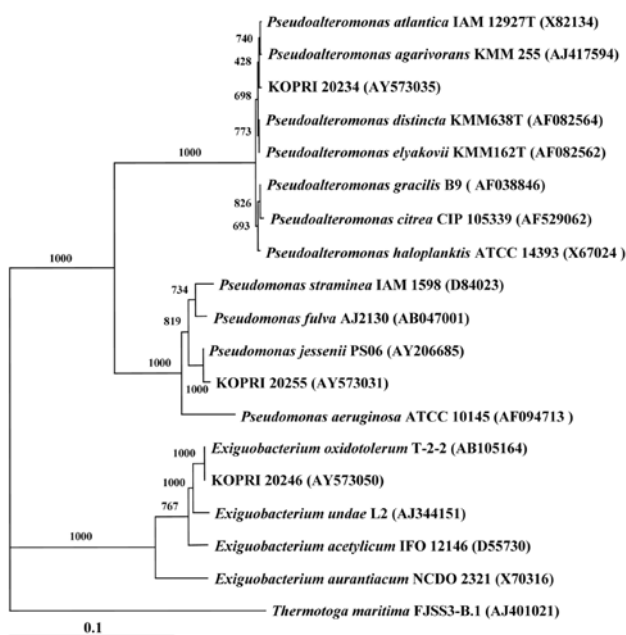 Pseudoalteromonas atlantica IAM 12927T (X82134)
740
Pseudoalteromonas agarivorans KMM 255 (AJ417594)
428
KOPRI 20234 (AY573035)
698
Pseudoalteromonas distincta KMM638T (AF082564)
773
Pseudoalteromonas elyakovii KMM162T (AF082562)
1000
Pseudoalteromonas gracilis B9 ( AF038846)
826
Pseudoalteromonas citrea CIP 105339 (AF529062)
693
Pseudoalteromonas haloplanktis ATCC 14393 (X67024 )
1000
Pseudomonas straminea IAM 1598 (D84023)
734
Pseudomonas fulva AJ2130 (AB047001)
819
Pseudomonas jessenii PS06 (AY206685)
1000
KOPRI 20255 (AY573031)
1000
Pseudomonas aeruginosa ATCC 10145 (AF094713 )
Exiguobacterium oxidotolerum T-2-2 (AB105164)
1000
KOPRI 20246 (AY573050)
1000
767
Exiguobacterium undae L2 (AJ344151)
1000
Exiguobacterium acetylicum IFO 12146 (D55730)
Exiguobacterium aurantiacum NCDO 2321 (X70316)
Thermotoga maritima FJSS3-B.1 (AJ401021)
0.1